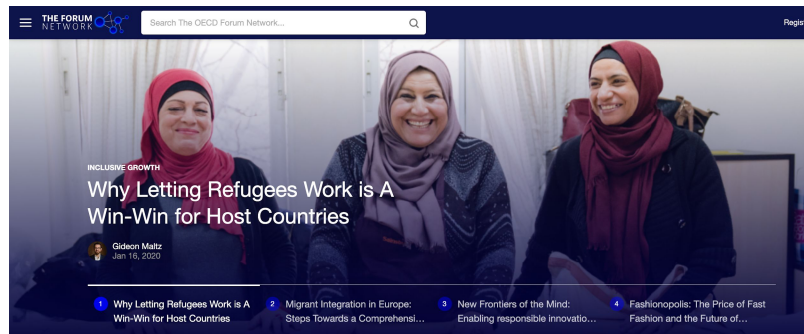 THE FORUM
NETWORK
Search The OECD Forum Network...
Regis
INCLUSIVE GROWTH
Why Letting Refugees Work is A
Win-Win for Host Countries
Gideon Maltz
Jan 16, 2020
1 Why Letting Refugees Work is A
Win-Win for Host Countries
2 Migrant Integration in Europe:
Steps Towards a Comprehensi...
3 New Frontiers of the Mind:
Enabling responsible innovatio...
4 Fashionopolis: The Price of Fast
Fashion and the Future of...